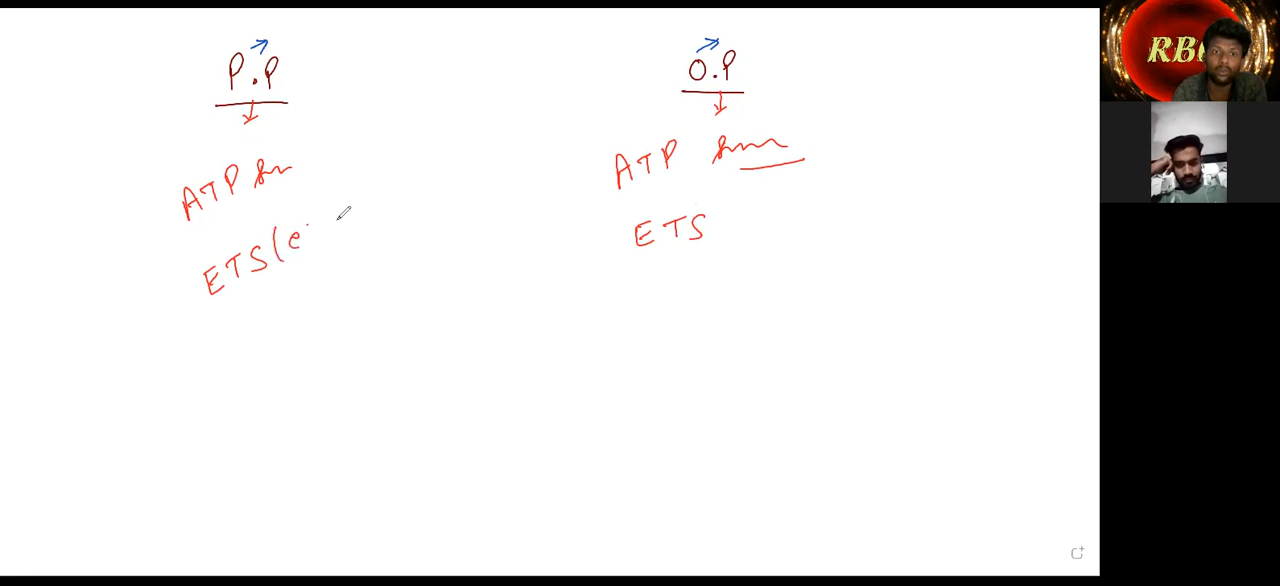 P.P
O.P
ATP
ATP
ETS(e-
ETS
RB